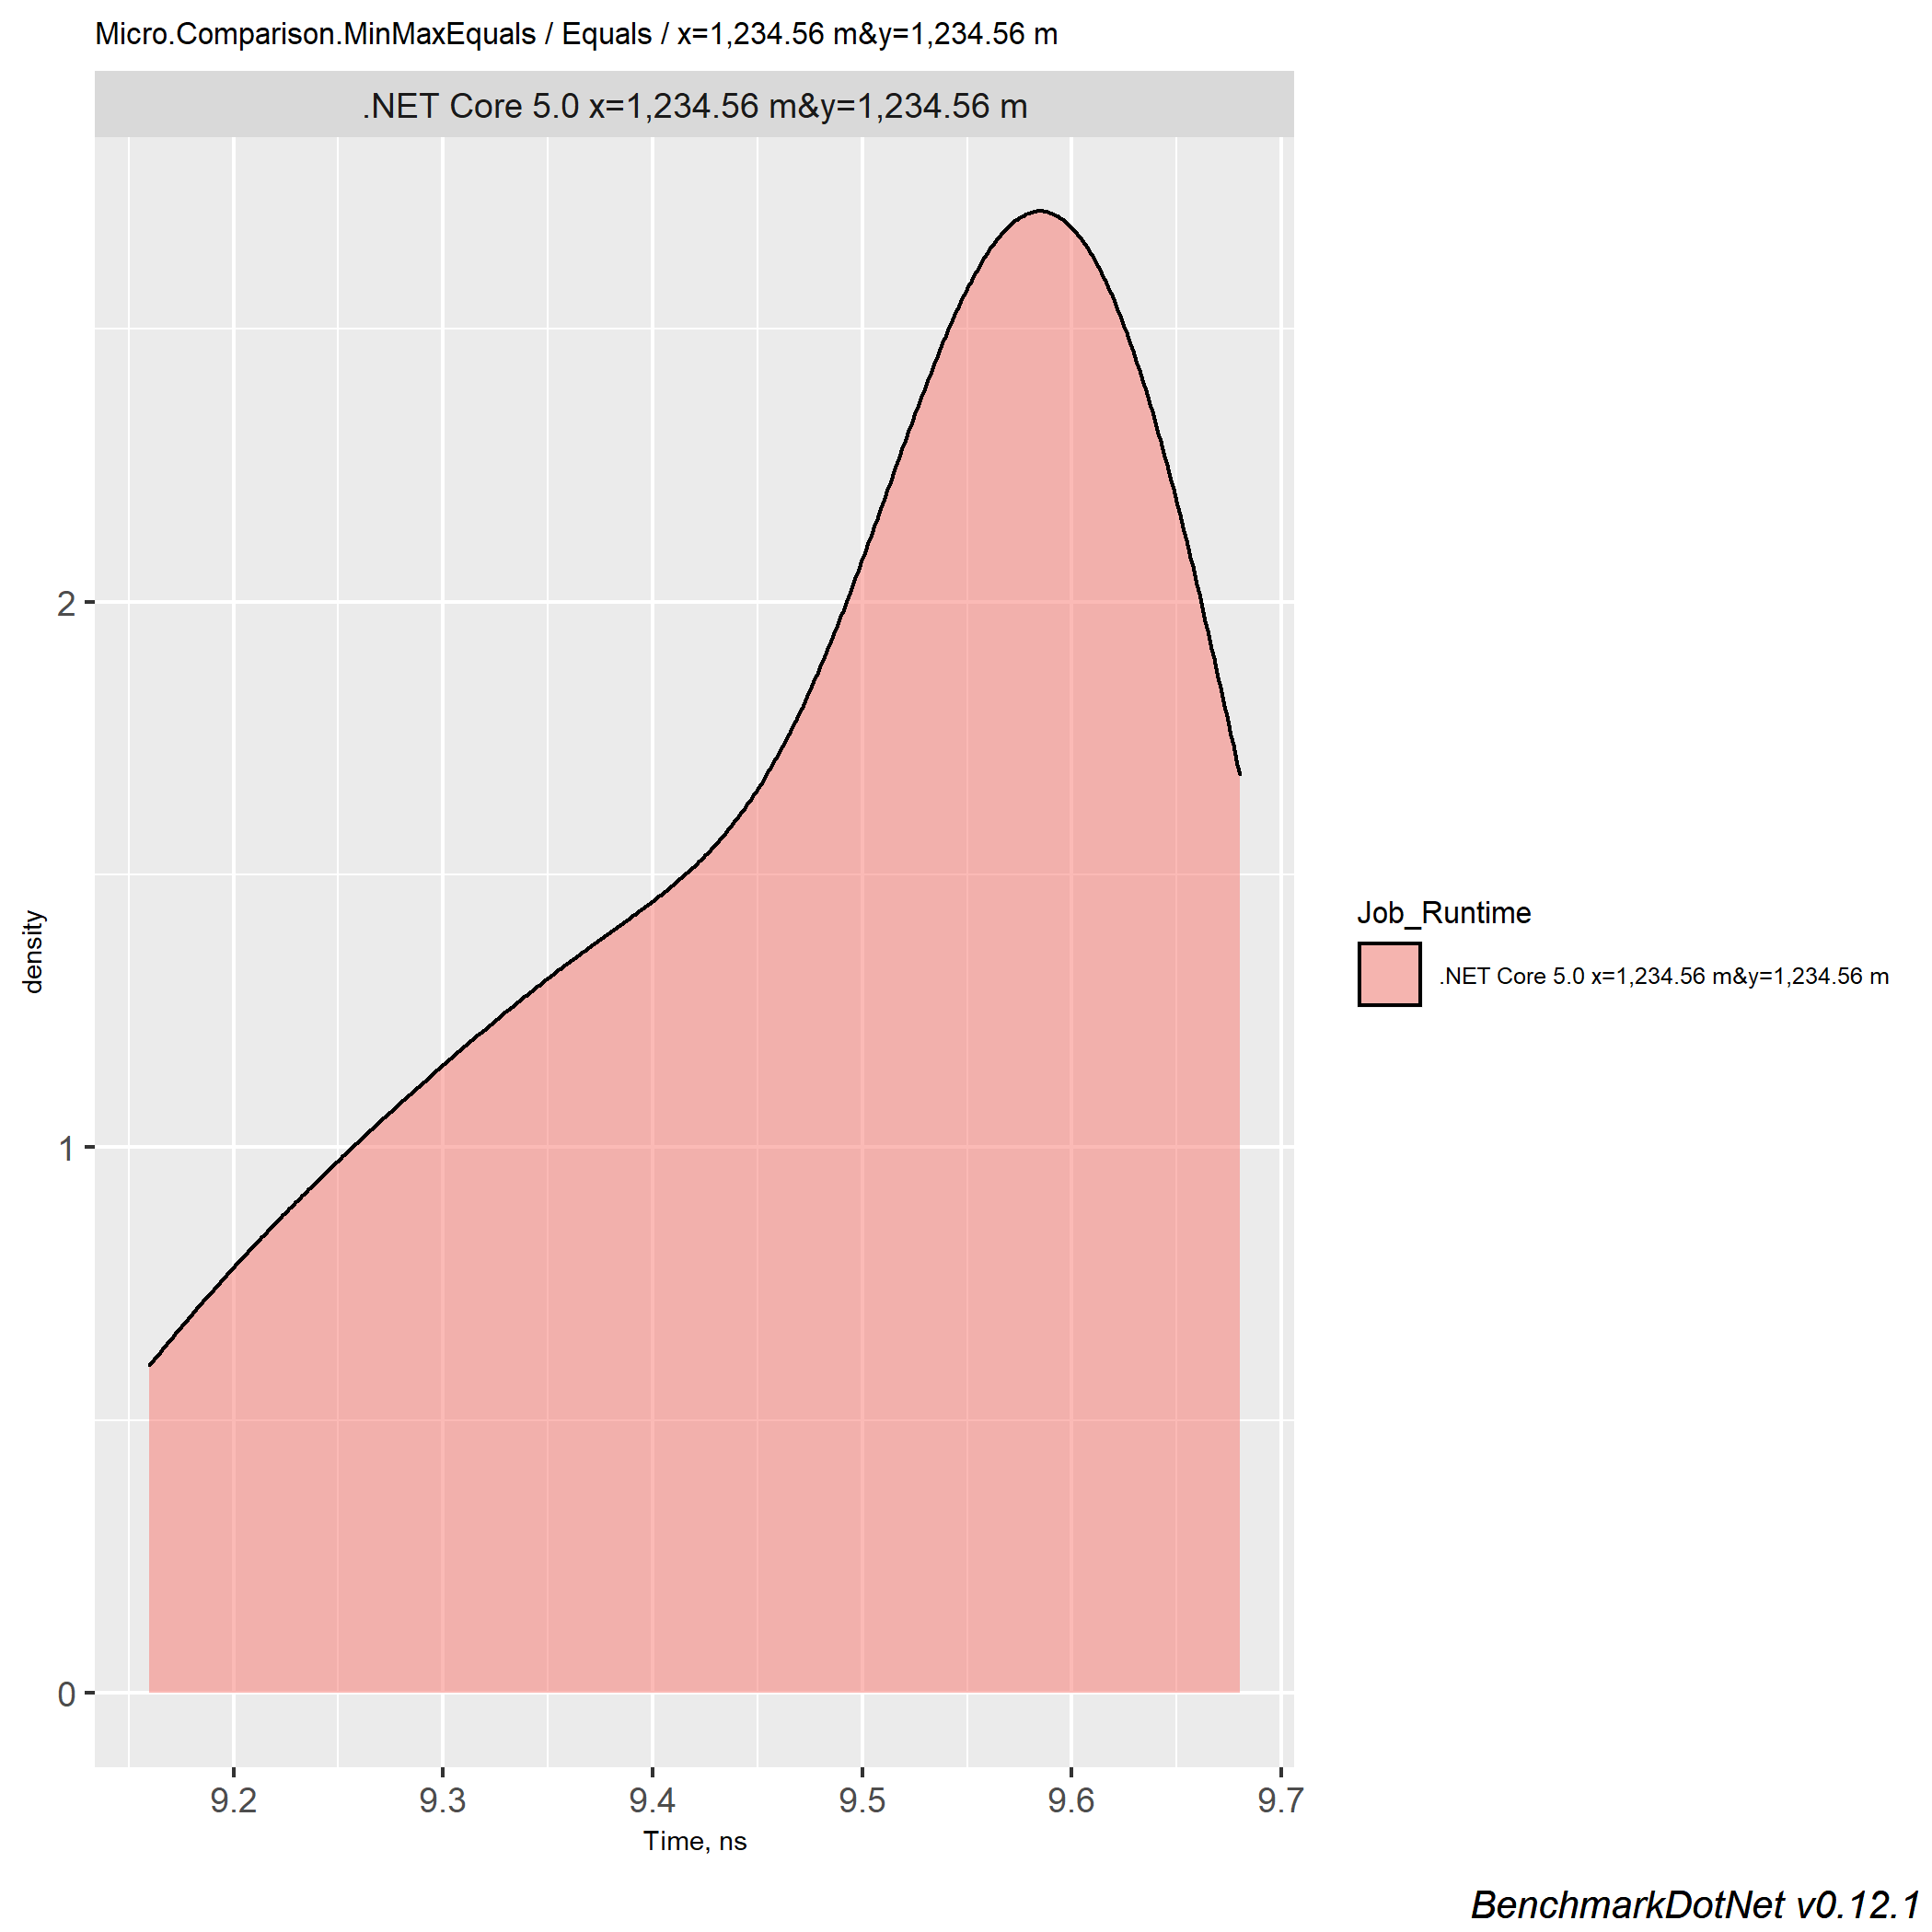 Micro.Comparison.MinMaxEquals / Equals / x=1,234.56 m&y=1,234.56 m
.NET Core 5.0 x=1,234.56 m&y=1,234.56 m
density
2
1
0
9.2 9.3 9.4 9.5 9.6 9.7
Time, ns
Job_Runtime
.NET Core 5.0 x=1,234.56 m&y=1,234.56 m
BenchmarkDotNet v0.12.1